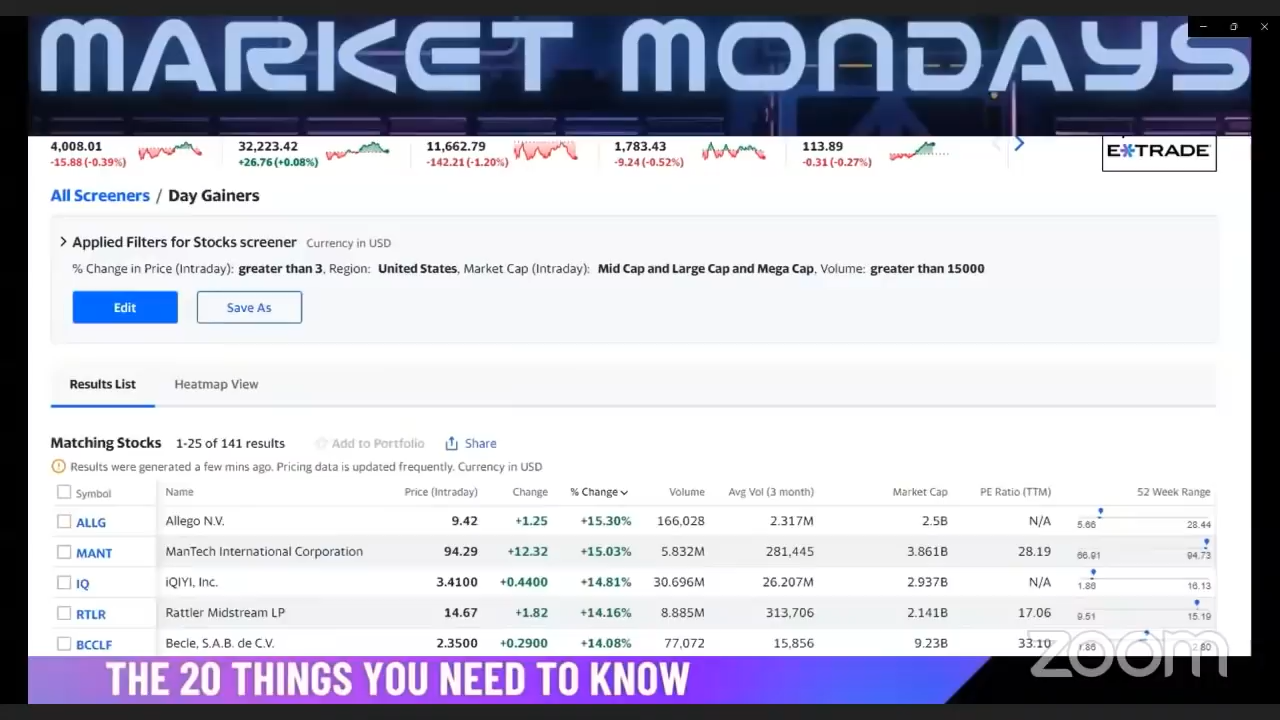 MARKET MONDAYS
4,008.01 32,223.42 11,662.79 1,783.43 113.89
-15.88 (-0.39%) +26.76 (+0.08%) -142.21 (-1.20%) -9.24 (-0.52%) -0.31 (-0.27%)
E*TRADE
All Screeners / Day Gainers
Applied Filters for Stocks screener Currency in USD
% Change in Price (Intraday): greater than 3, Region: United States, Market Cap (Intraday): Mid Cap and Large Cap and Mega Cap, Volume: greater than 15000
Edit Save As
Results List Heatmap View
Matching Stocks 1-25 of 141 results Add to Portfolio Share
Results were generated a few mins ago. Pricing data is updated frequently. Currency in USD
Symbol Name Price (Intraday) Change % Change Volume Avg Vol (3 month) Market Cap PE Ratio (TTM) 52 Week Range
ALLG Allego N.V. 9.42 +1.25 +15.30% 166,028 2.317M 2.5B N/A 5.66 28.44
MANT ManTech International Corporation 94.29 +12.32 +15.03% 5.832M 281,445 3.861B 28.19 66.91 94.73
IQ iQIYI, Inc. 3.4100 +0.4400 +14.81% 30.696M 26.207M 2.937B N/A 1.86 16.13
RTLR Rattler Midstream LP 14.67 +1.82 +14.16% 8.885M 313,706 2.141B 17.06 9.51 15.19
BCCLF Becle, S.A.B. de C.V. 2.3500 +0.2900 +14.08% 77,072 15,856 9.23B 33.10 1.86 2.80
zoom
THE 20 THINGS YOU NEED TO KNOW